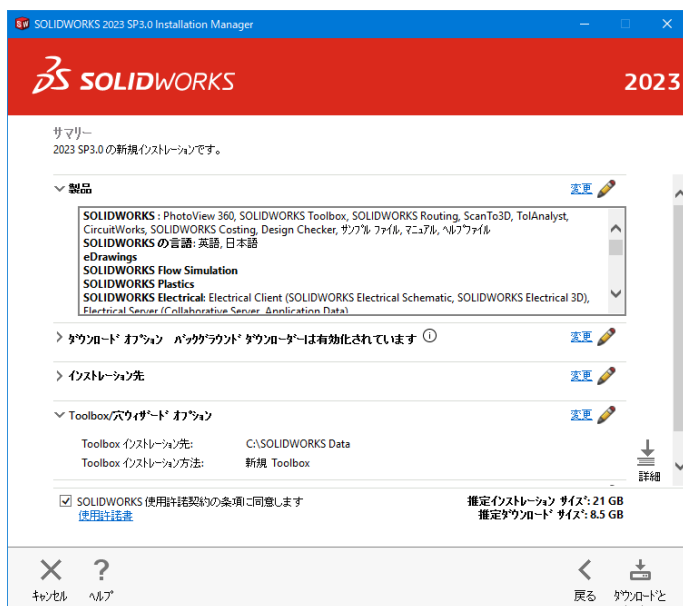 SOLIDWORKS 2023 SP3.0 Installation Manager
SOLIDWORKS
2023
サマリー
2023 SP3.0 の新規インストレーションです。
製品
変更
SOLIDWORKS : PhotoView 360, SOLIDWORKS Toolbox, SOLIDWORKS Routing, ScanTo3D, TolAnalyst,
CircuitWorks, SOLIDWORKS Costing, Design Checker, サンプル ファイル, マニュアル, ヘルプファイル
SOLIDWORKS の言語: 英語, 日本語
eDrawings
SOLIDWORKS Flow Simulation
SOLIDWORKS Plastics
SOLIDWORKS Electrical: Electrical Client (SOLIDWORKS Electrical Schematic, SOLIDWORKS Electrical 3D),
Electrical Server (Collaborative Server, Application Data)
ダウンロード オプション バックグラウンド ダウンローダーは有効化されています
変更
インストレーション先
変更
Toolbox/穴ウィザード オプション
変更
Toolbox インストレーション先: C:\SOLIDWORKS Data
Toolbox インストレーション方法: 新規 Toolbox
詳細
SOLIDWORKS 使用許諾契約の条項に同意します
使用許諾書
推定インストレーション サイズ: 21 GB
推定ダウンロード サイズ: 8.5 GB
キャンセル
ヘルプ
戻る
ダウンロードと